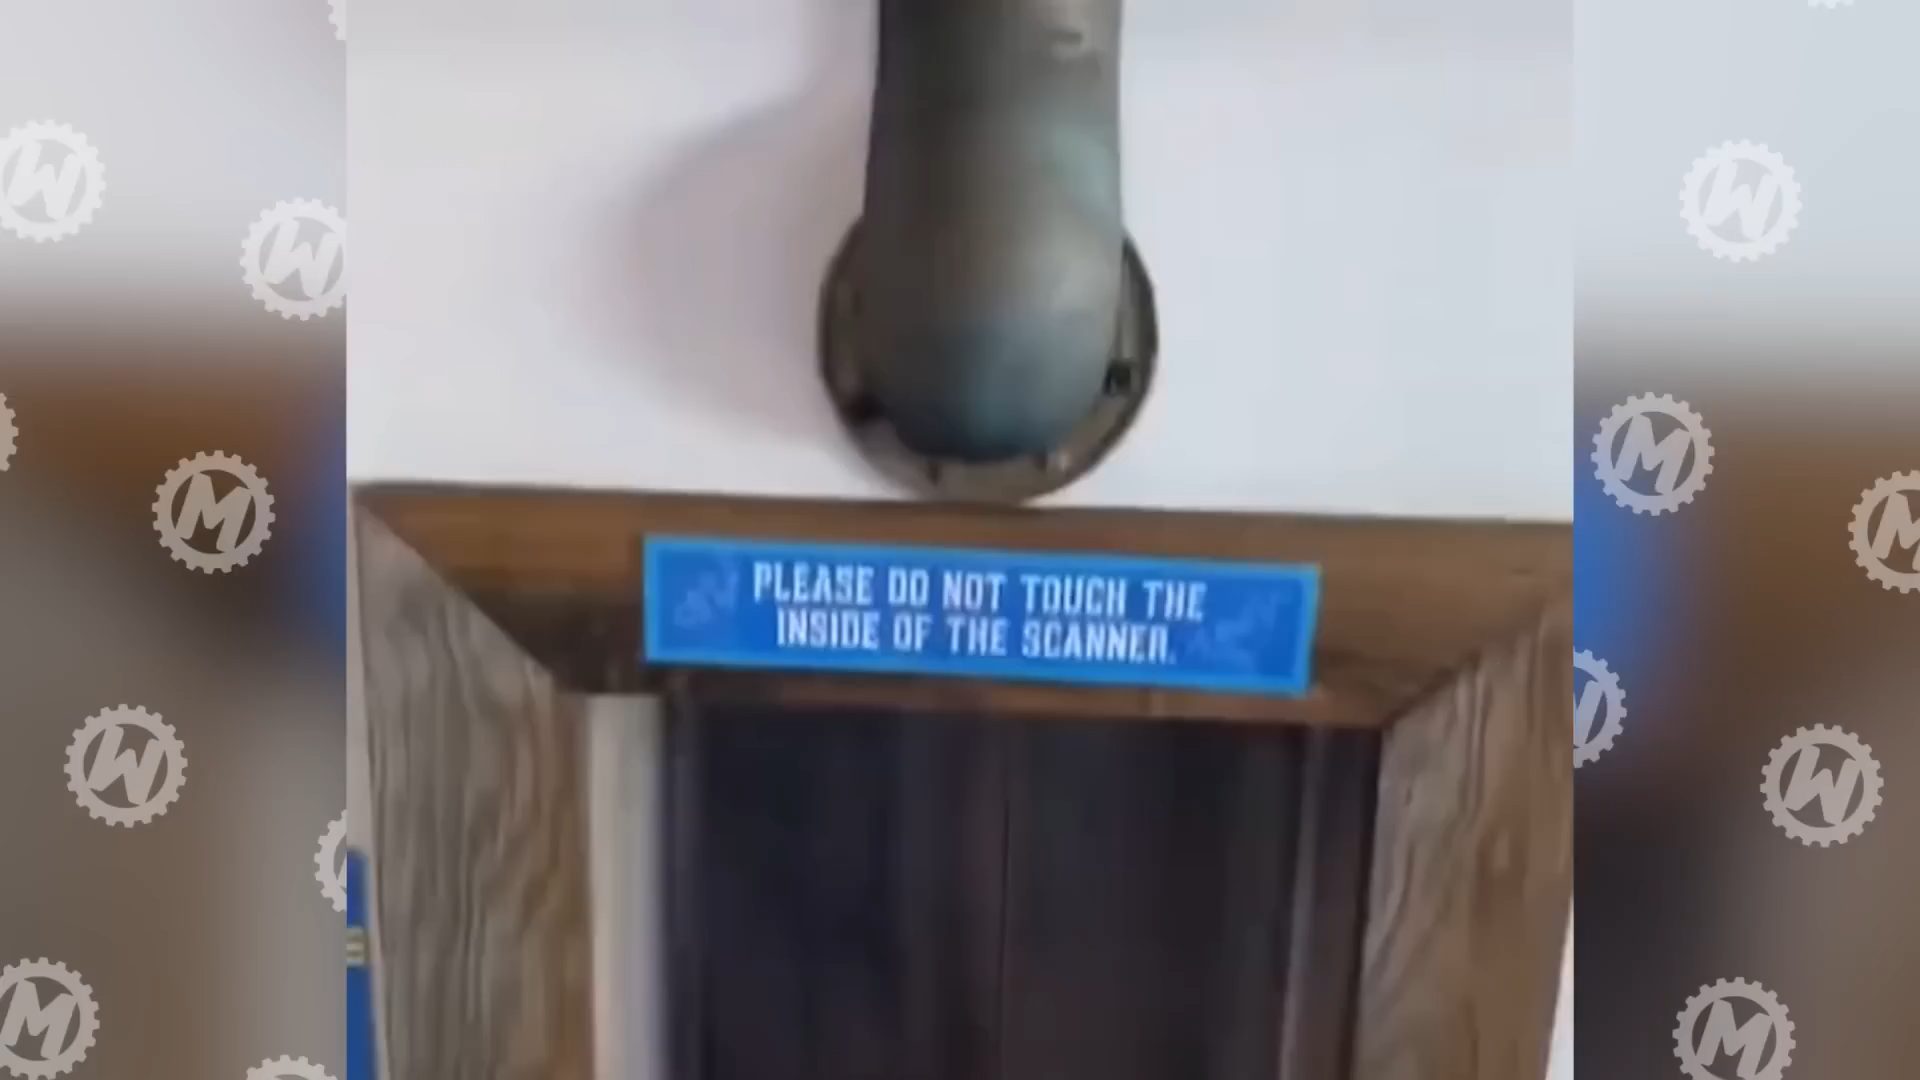 PLEASE DO NOT TOUCH THE
INSIDE OF THE SCANNER.